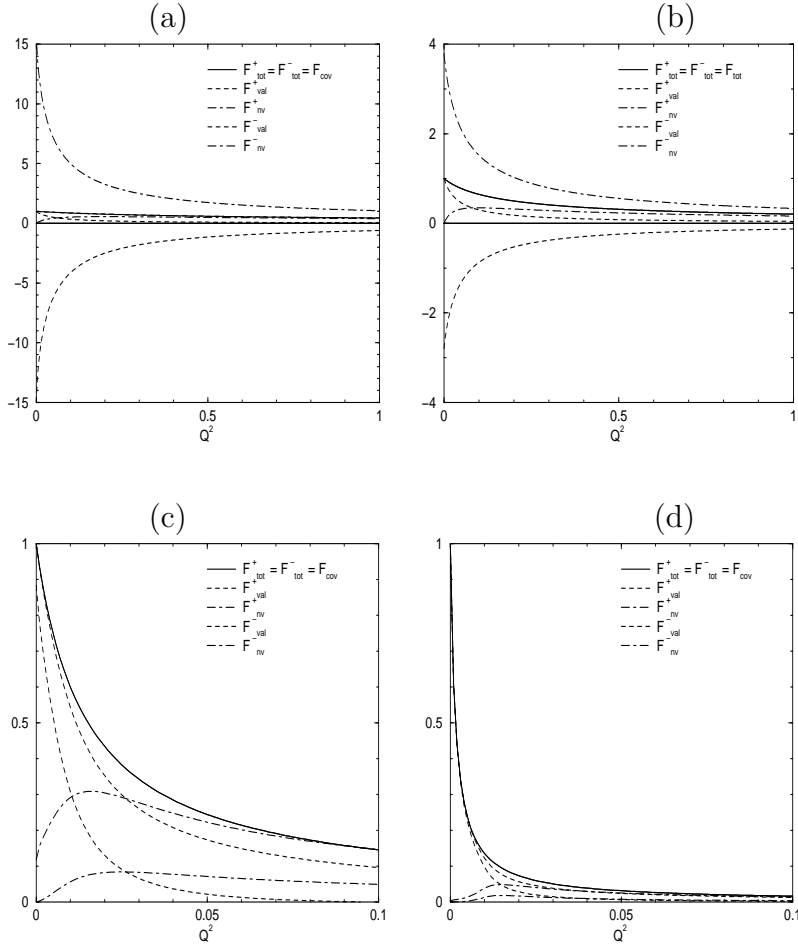 (a)
15
10
5
0
−5
−10
−15
0
0.5
1
Q²
F⁺tot = F⁻tot = Fcov
F⁺val
F⁺nv
F⁻val
F⁻nv
(b)
4
2
0
−2
−4
0
0.5
1
Q²
F⁺tot = F⁻tot = Ftot
F⁺val
F⁺nv
F⁻val
F⁻nv
(c)
1
0.5
0
0
0.05
0.1
Q²
F⁺tot = F⁻tot = Fcov
F⁺val
F⁺nv
F⁻val
F⁻nv
(d)
1
0.5
0
0
0.05
0.1
Q²
F⁺tot = F⁻tot = Fcov
F⁺val
F⁺nv
F⁻val
F⁻nv